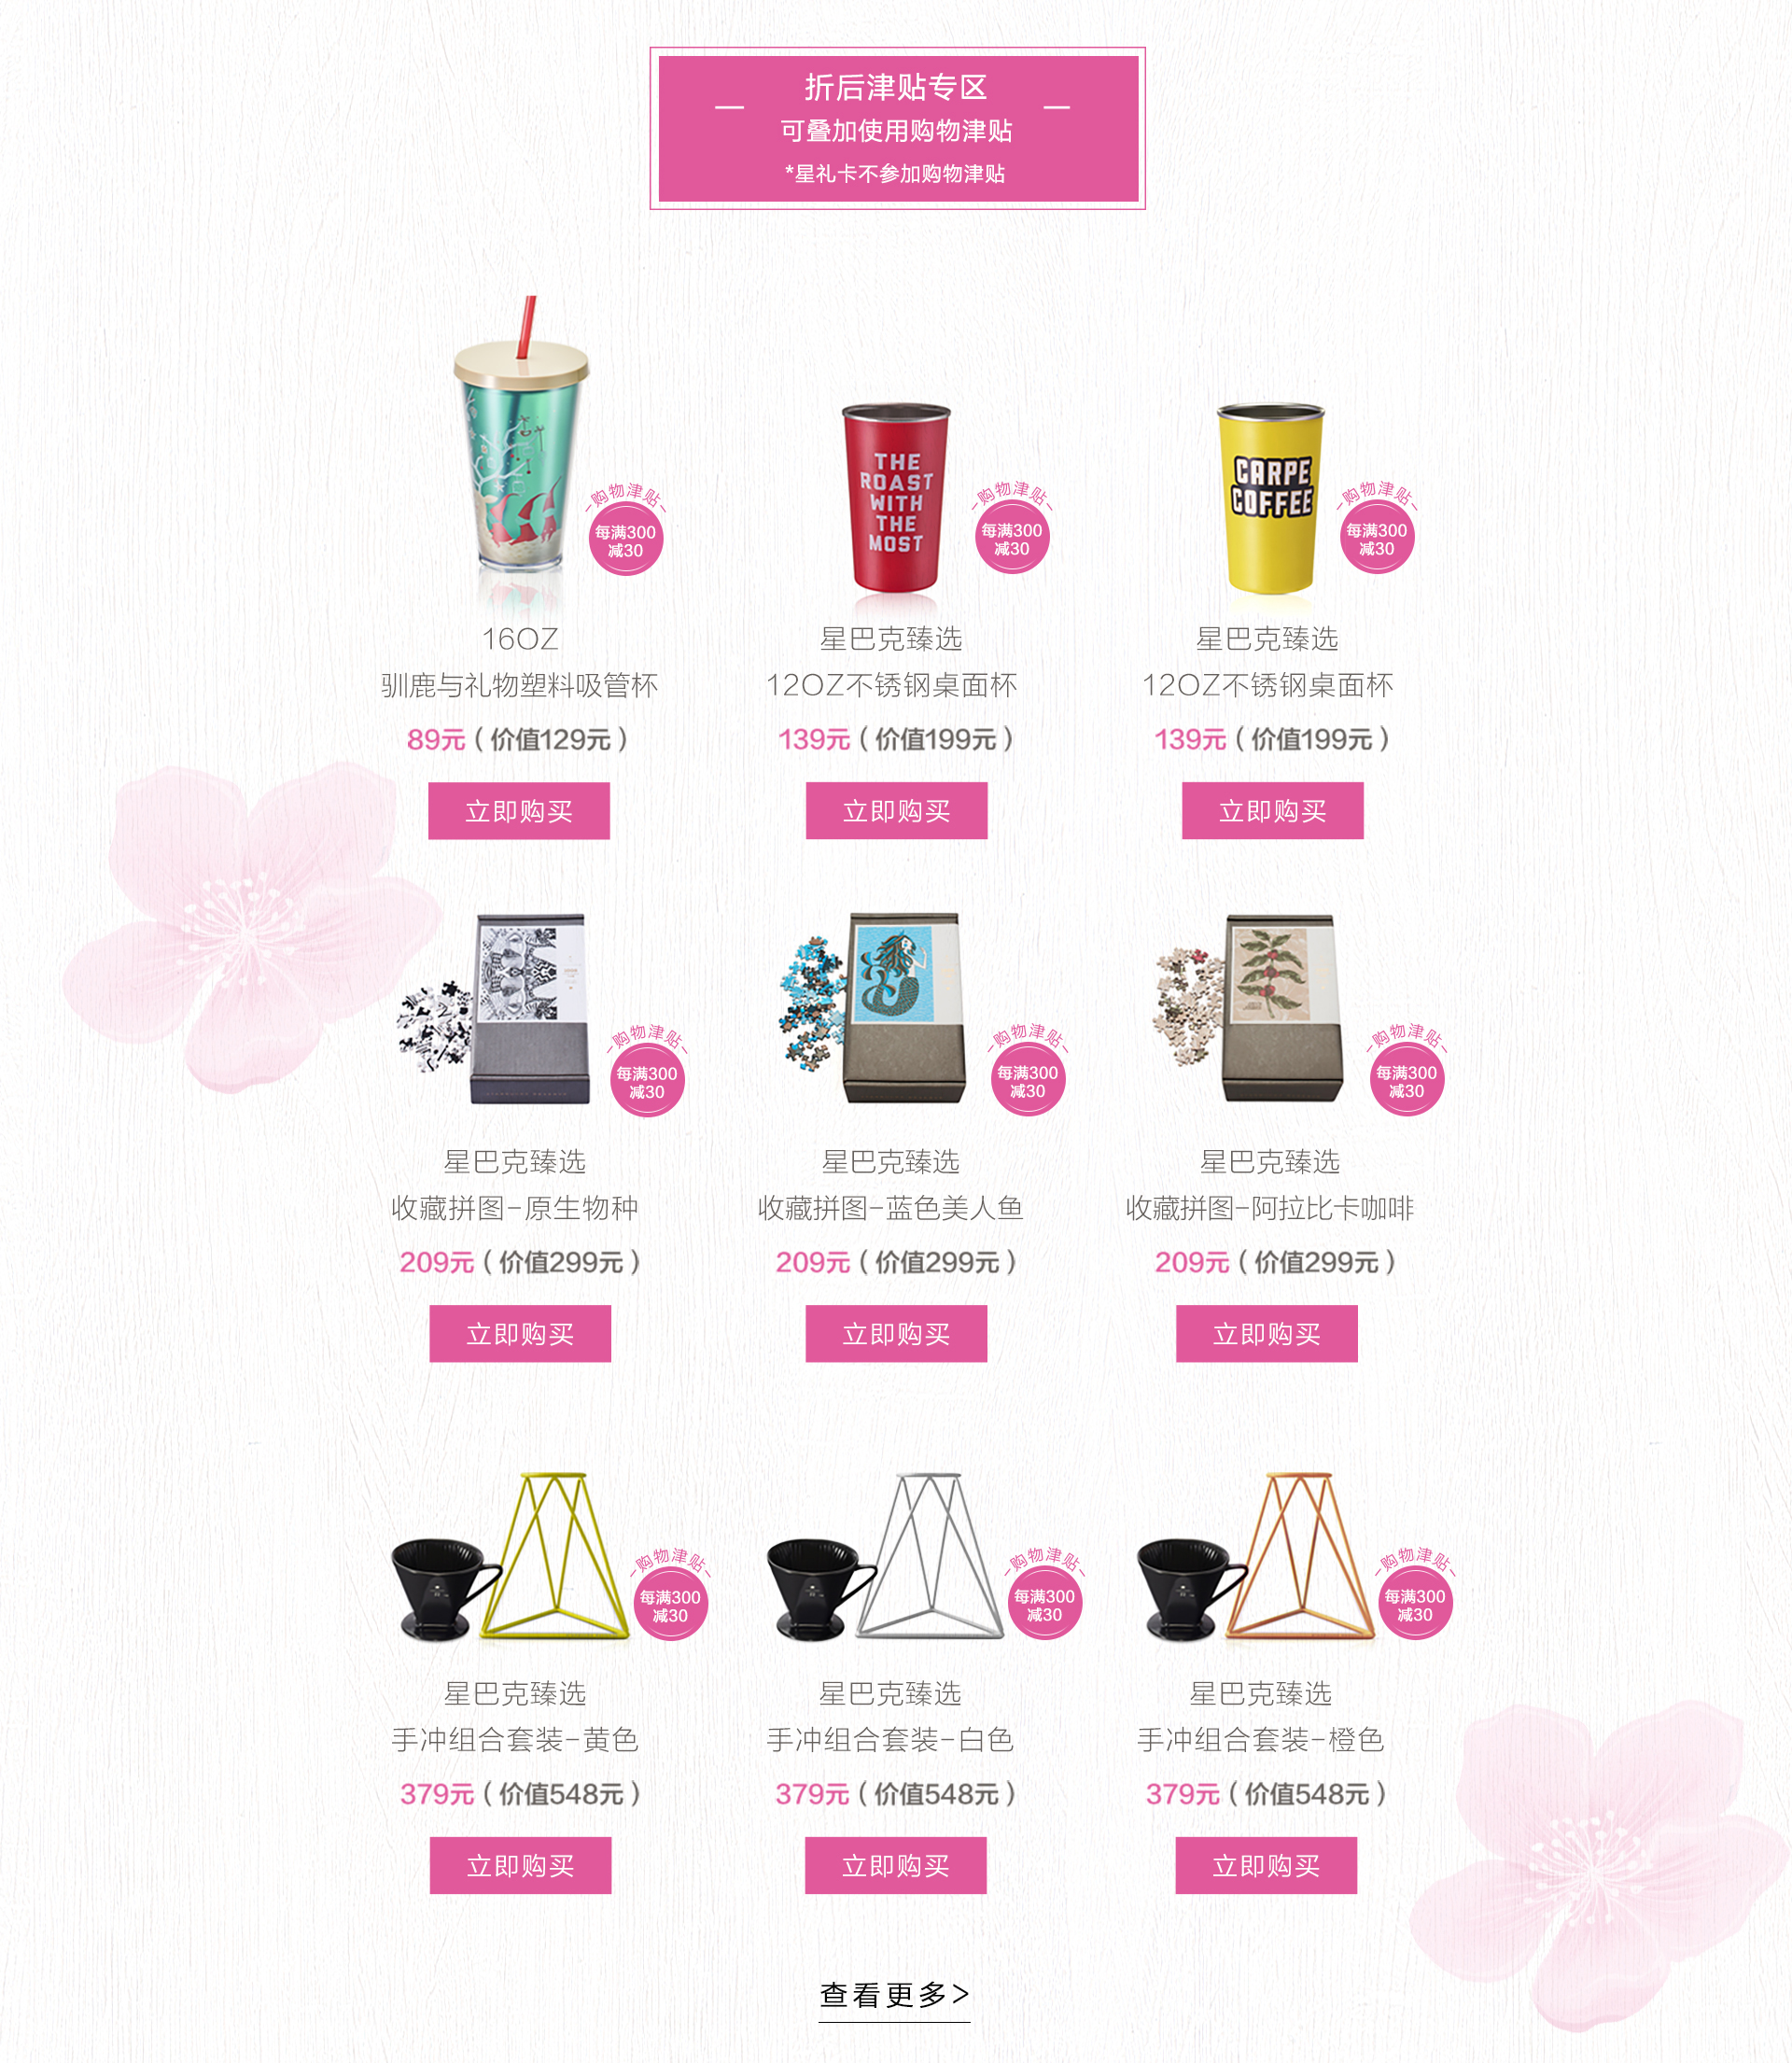 折后津贴专区
可叠加使用购物津贴
*星礼卡不参加购物津贴
购物津贴
每满300
减30
THE
ROAST
WITH
THE
MOST
购物津贴
每满300
减30
CARPE
COFFEE
购物津贴
每满300
减30
16OZ
驯鹿与礼物塑料吸管杯
89元（价值129元）
立即购买
星巴克臻选
12OZ不锈钢桌面杯
139元（价值199元）
立即购买
星巴克臻选
12OZ不锈钢桌面杯
139元（价值199元）
立即购买
购物津贴
每满300
减30
购物津贴
每满300
减30
购物津贴
每满300
减30
星巴克臻选
收藏拼图-原生物种
209元（价值299元）
立即购买
星巴克臻选
收藏拼图-蓝色美人鱼
209元（价值299元）
立即购买
星巴克臻选
收藏拼图-阿拉比卡咖啡
209元（价值299元）
立即购买
购物津贴
每满300
减30
购物津贴
每满300
减30
购物津贴
每满300
减30
星巴克臻选
手冲组合套装-黄色
379元（价值548元）
立即购买
星巴克臻选
手冲组合套装-白色
379元（价值548元）
立即购买
星巴克臻选
手冲组合套装-橙色
379元（价值548元）
立即购买
查看更多>